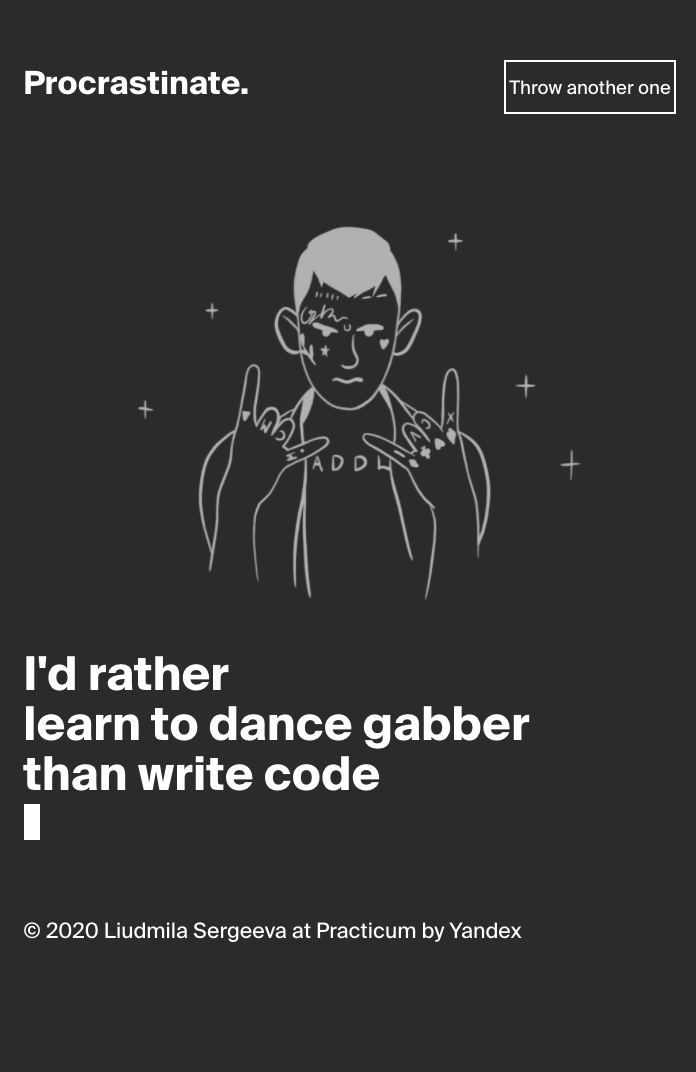 Procrastinate.
Throw another one
ADDL
I'd rather
learn to dance gabber
than write code
© 2020 Liudmila Sergeeva at Practicum by Yandex